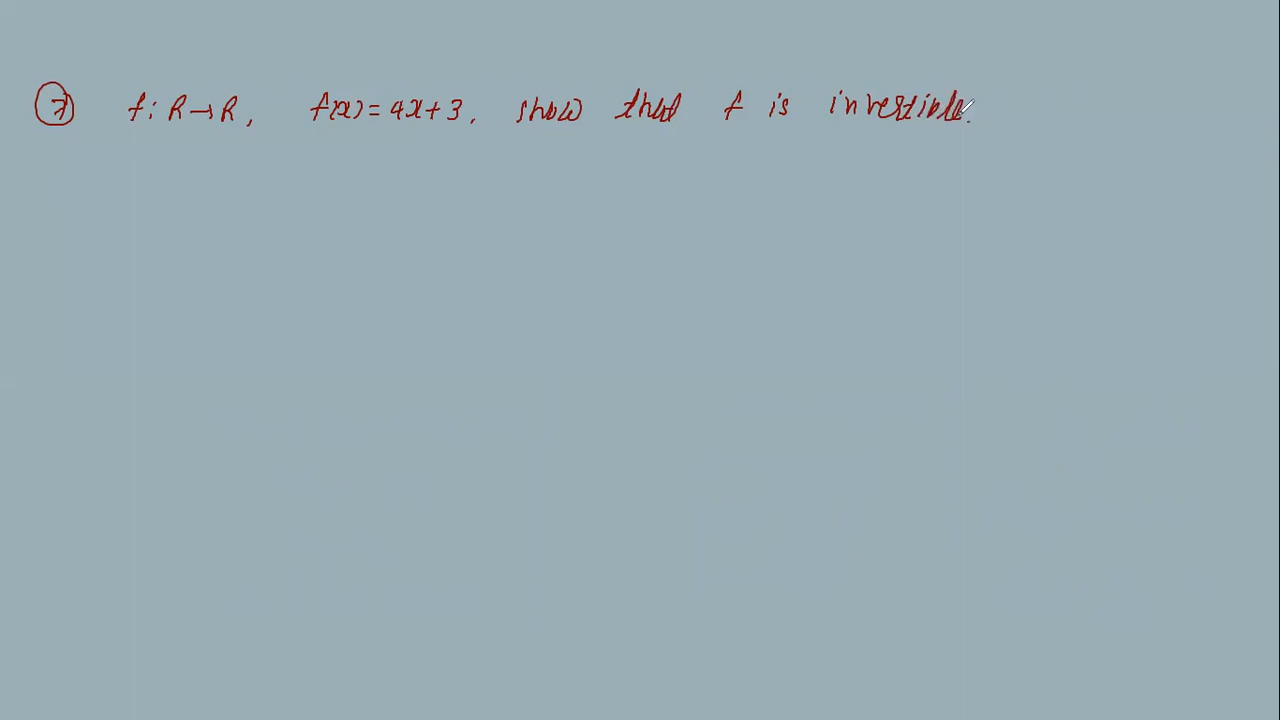 7 f: R→R, f(x) = 4x+3, show that f is invertible.